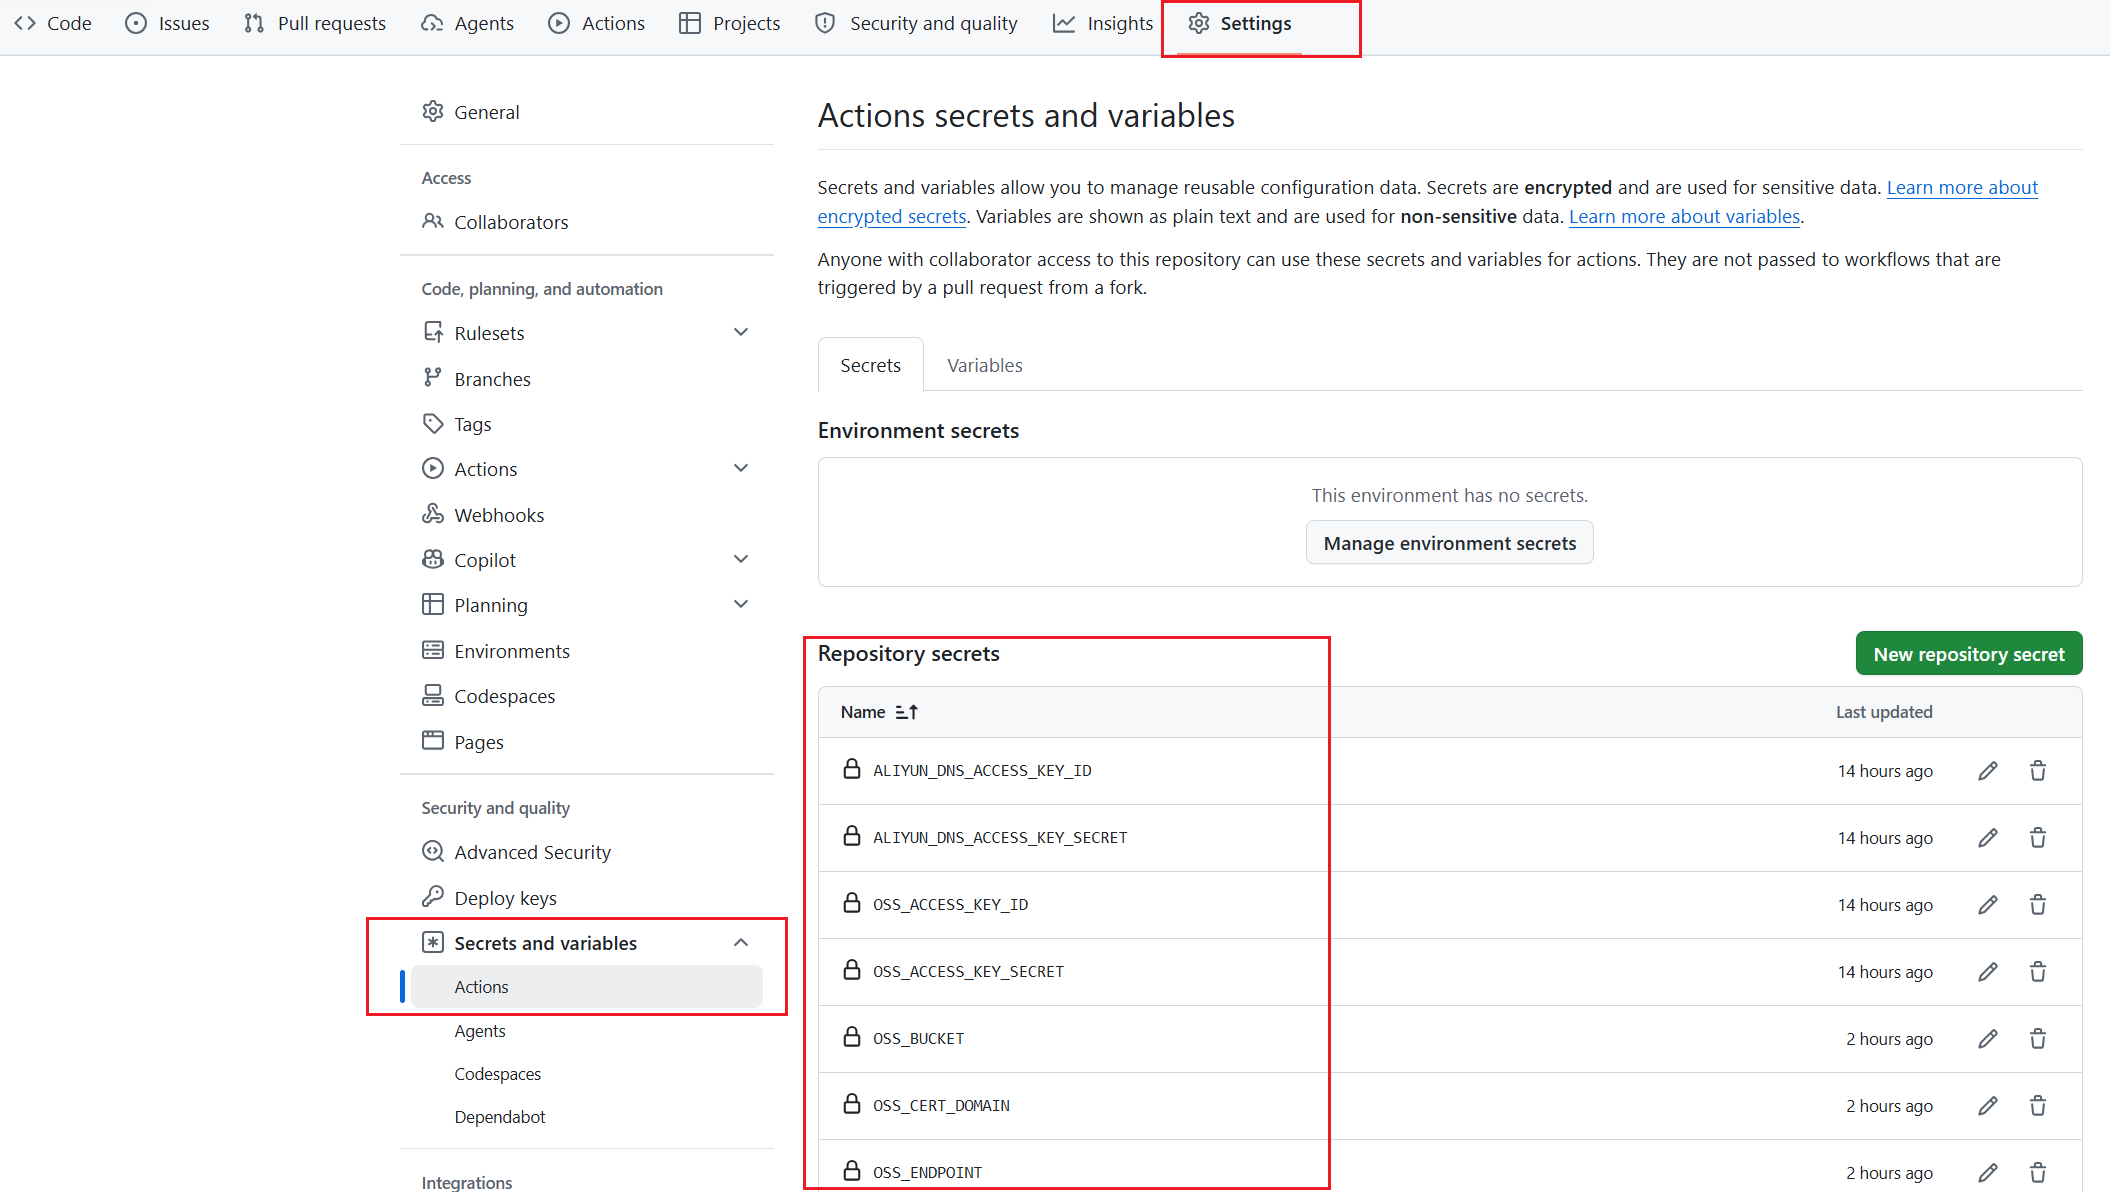 Code Issues Pull requests Agents Actions Projects Security and quality Insights Settings
General
Access
Collaborators
Code, planning, and automation
Rulesets
Branches
Tags
Actions
Webhooks
Copilot
Planning
Environments
Codespaces
Pages
Security and quality
Advanced Security
Deploy keys
Secrets and variables
Actions
Agents
Codespaces
Dependabot
Integrations
Actions secrets and variables
Secrets and variables allow you to manage reusable configuration data. Secrets are encrypted and are used for sensitive data. Learn more about
encrypted secrets. Variables are shown as plain text and are used for non-sensitive data. Learn more about variables.
Anyone with collaborator access to this repository can use these secrets and variables for actions. They are not passed to workflows that are
triggered by a pull request from a fork.
Secrets Variables
Environment secrets
This environment has no secrets.
Manage environment secrets
Repository secrets New repository secret
Name Last updated
ALIYUN_DNS_ACCESS_KEY_ID 14 hours ago
ALIYUN_DNS_ACCESS_KEY_SECRET 14 hours ago
OSS_ACCESS_KEY_ID 14 hours ago
OSS_ACCESS_KEY_SECRET 14 hours ago
OSS_BUCKET 2 hours ago
OSS_CERT_DOMAIN 2 hours ago
OSS_ENDPOINT 2 hours ago